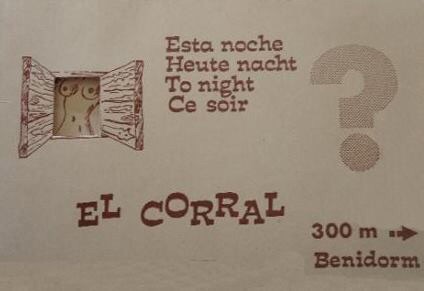 Esta noche
Heute nacht
To night
Ce soir
?
EL CORRAL
300 m
Benidorm